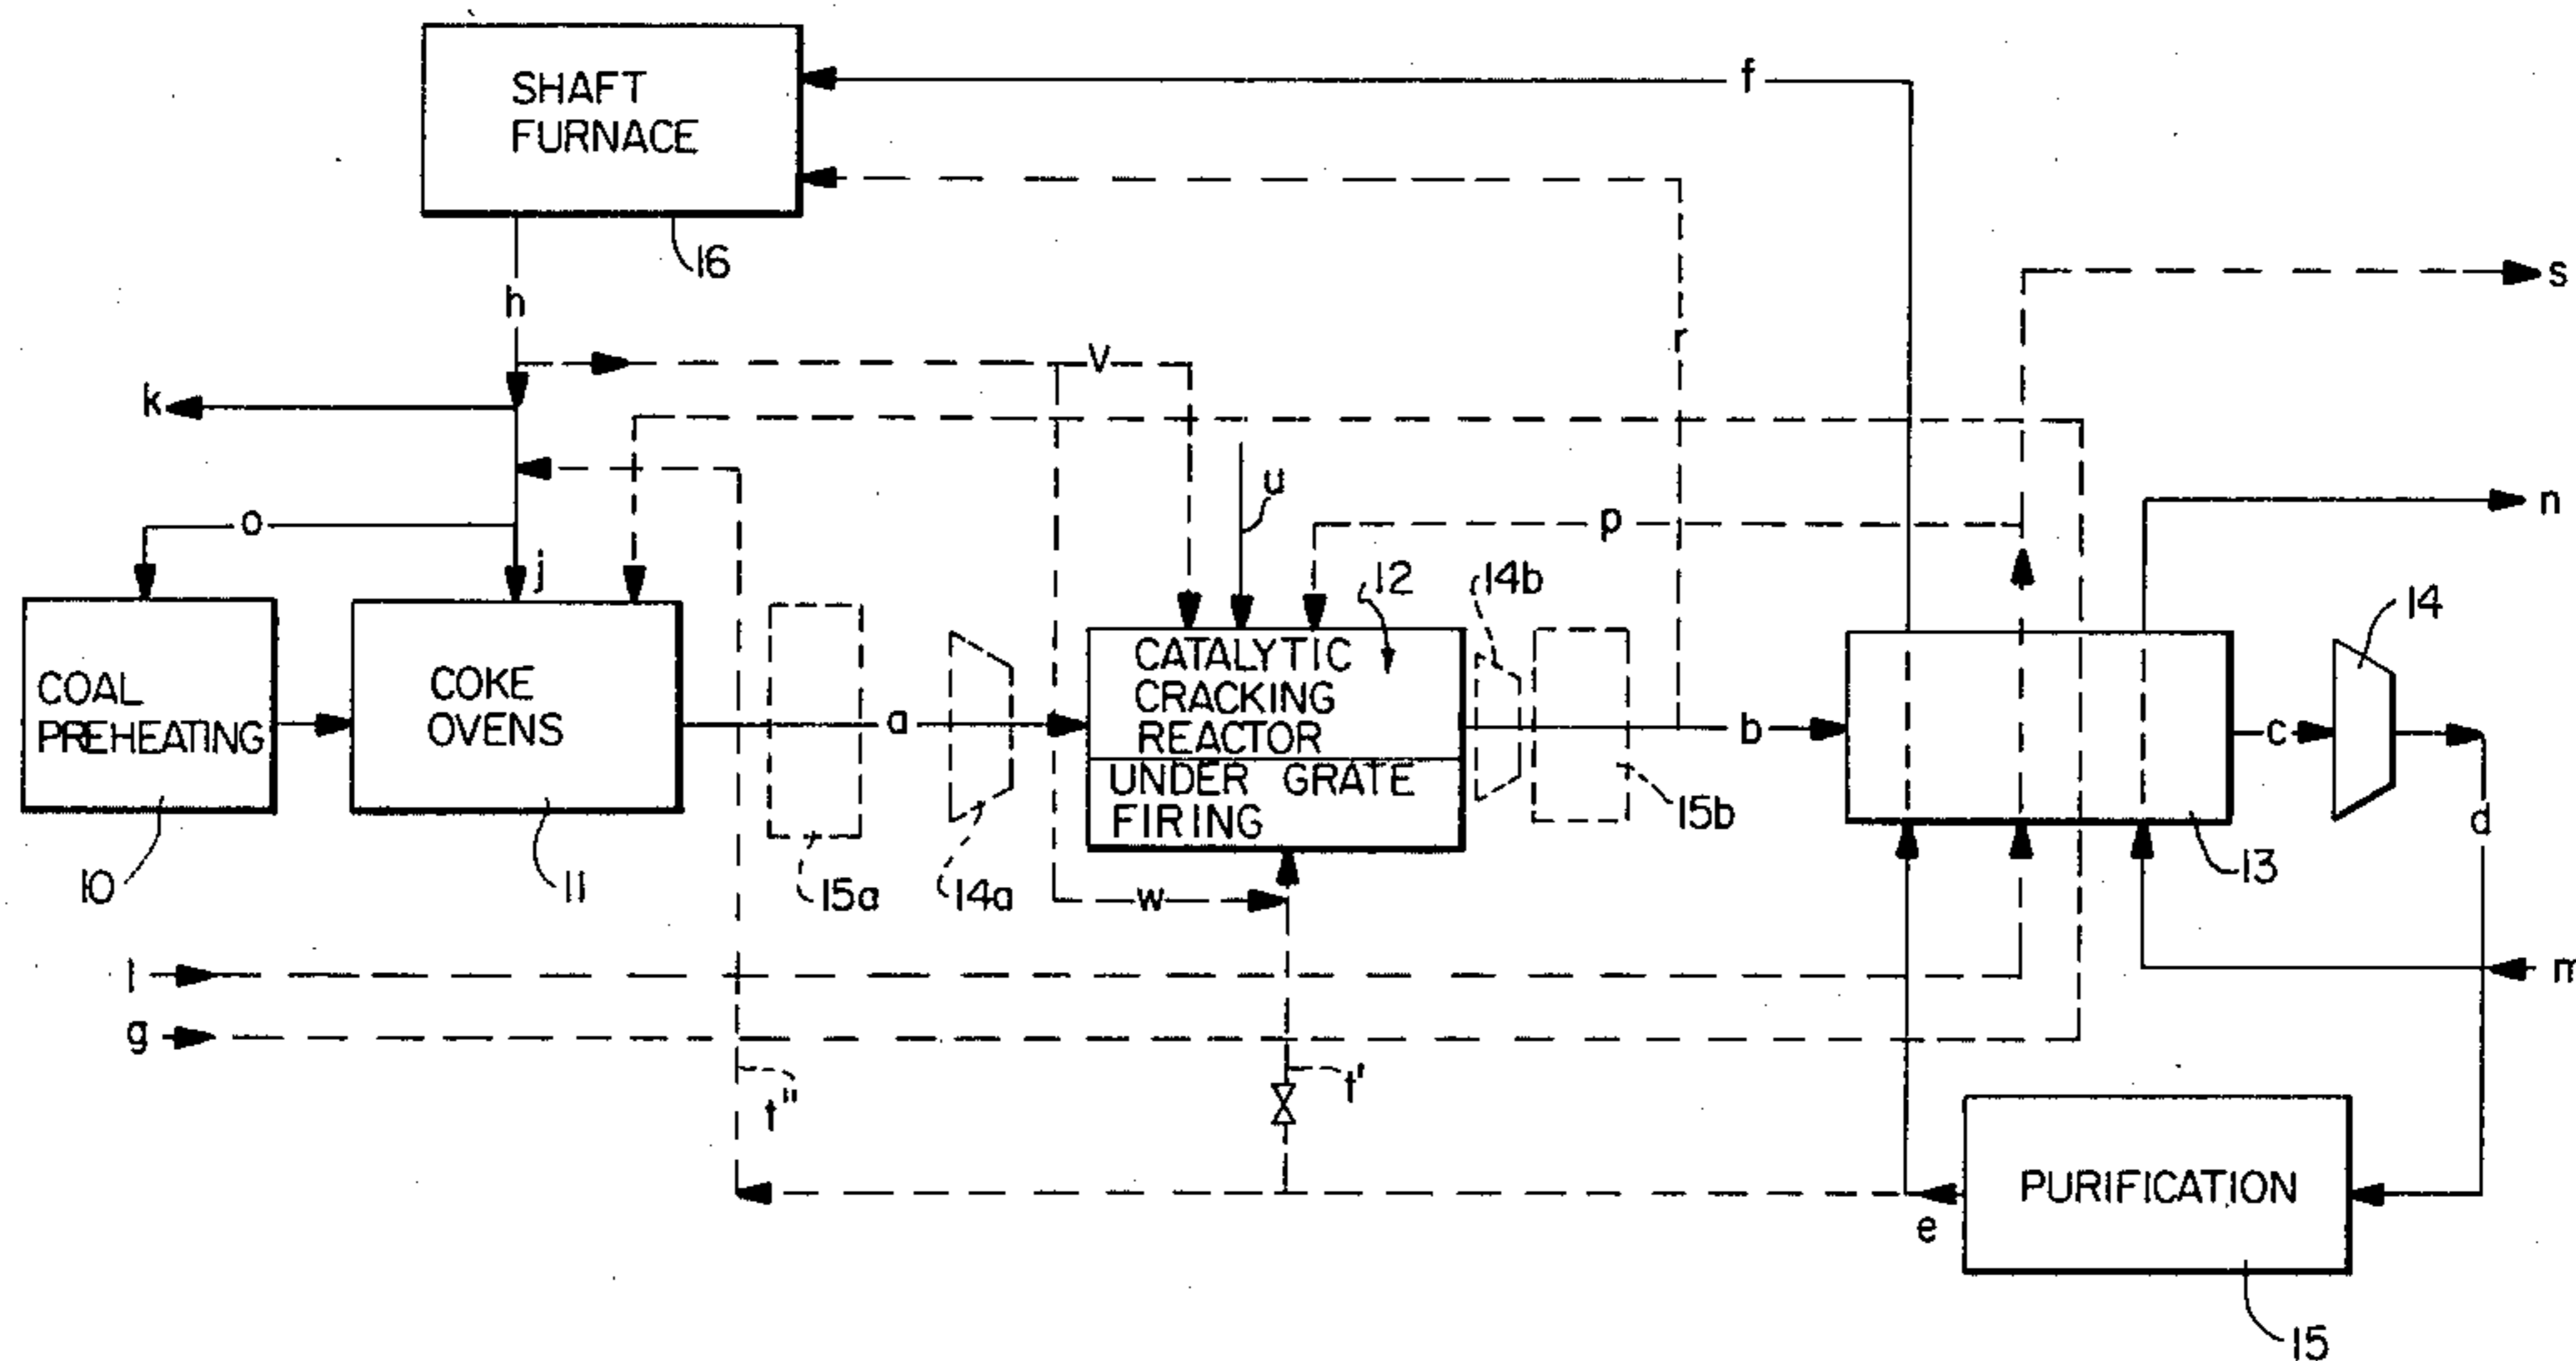 SHAFT
FURNACE
16
f
r
s
h
V
k
u
n
o
p
j
12
14b
14
COAL
PREHEATING
COKE
OVENS
a
CATALYTIC
CRACKING
REACTOR
UNDER GRATE
FIRING
b
c
d
10
11
15a
14a
w
15b
13
l
m
g
t"
t'
e
PURIFICATION
15